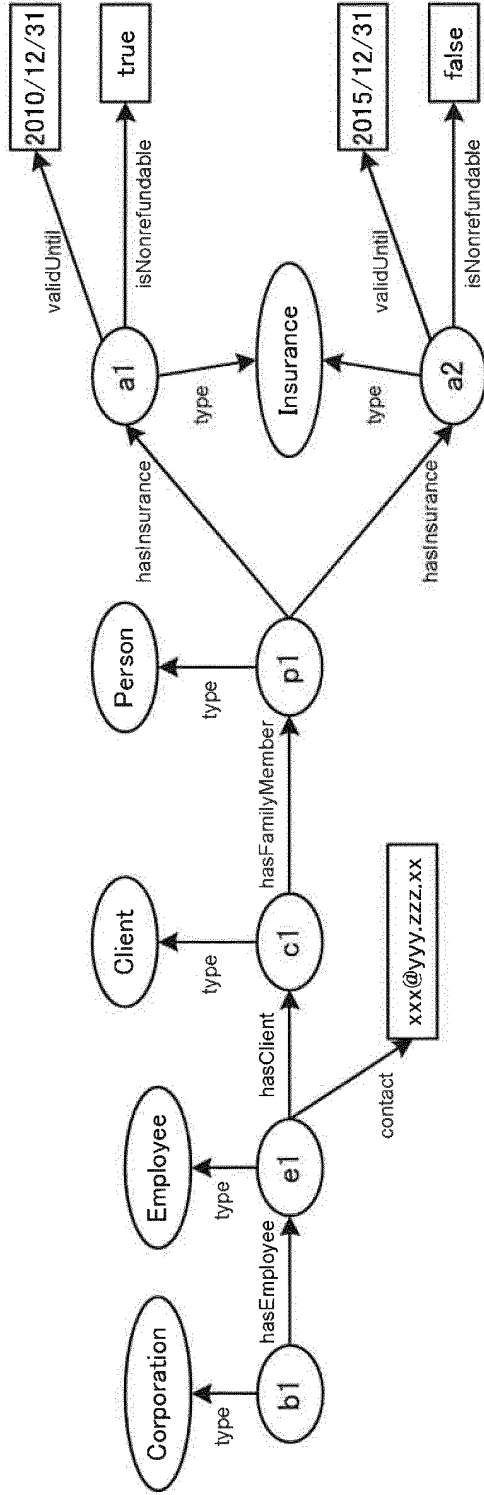 Corporation
type
b1
hasEmployee
Employee
type
e1
contact
xxx@yyy.zzz.xx
hasClient
Client
type
c1
hasFamilyMember
Person
type
p1
hasInsurance
hasInsurance
a1
validUntil
2010/12/31
isNonrefundable
true
type
Insurance
type
a2
validUntil
2015/12/31
isNonrefundable
false